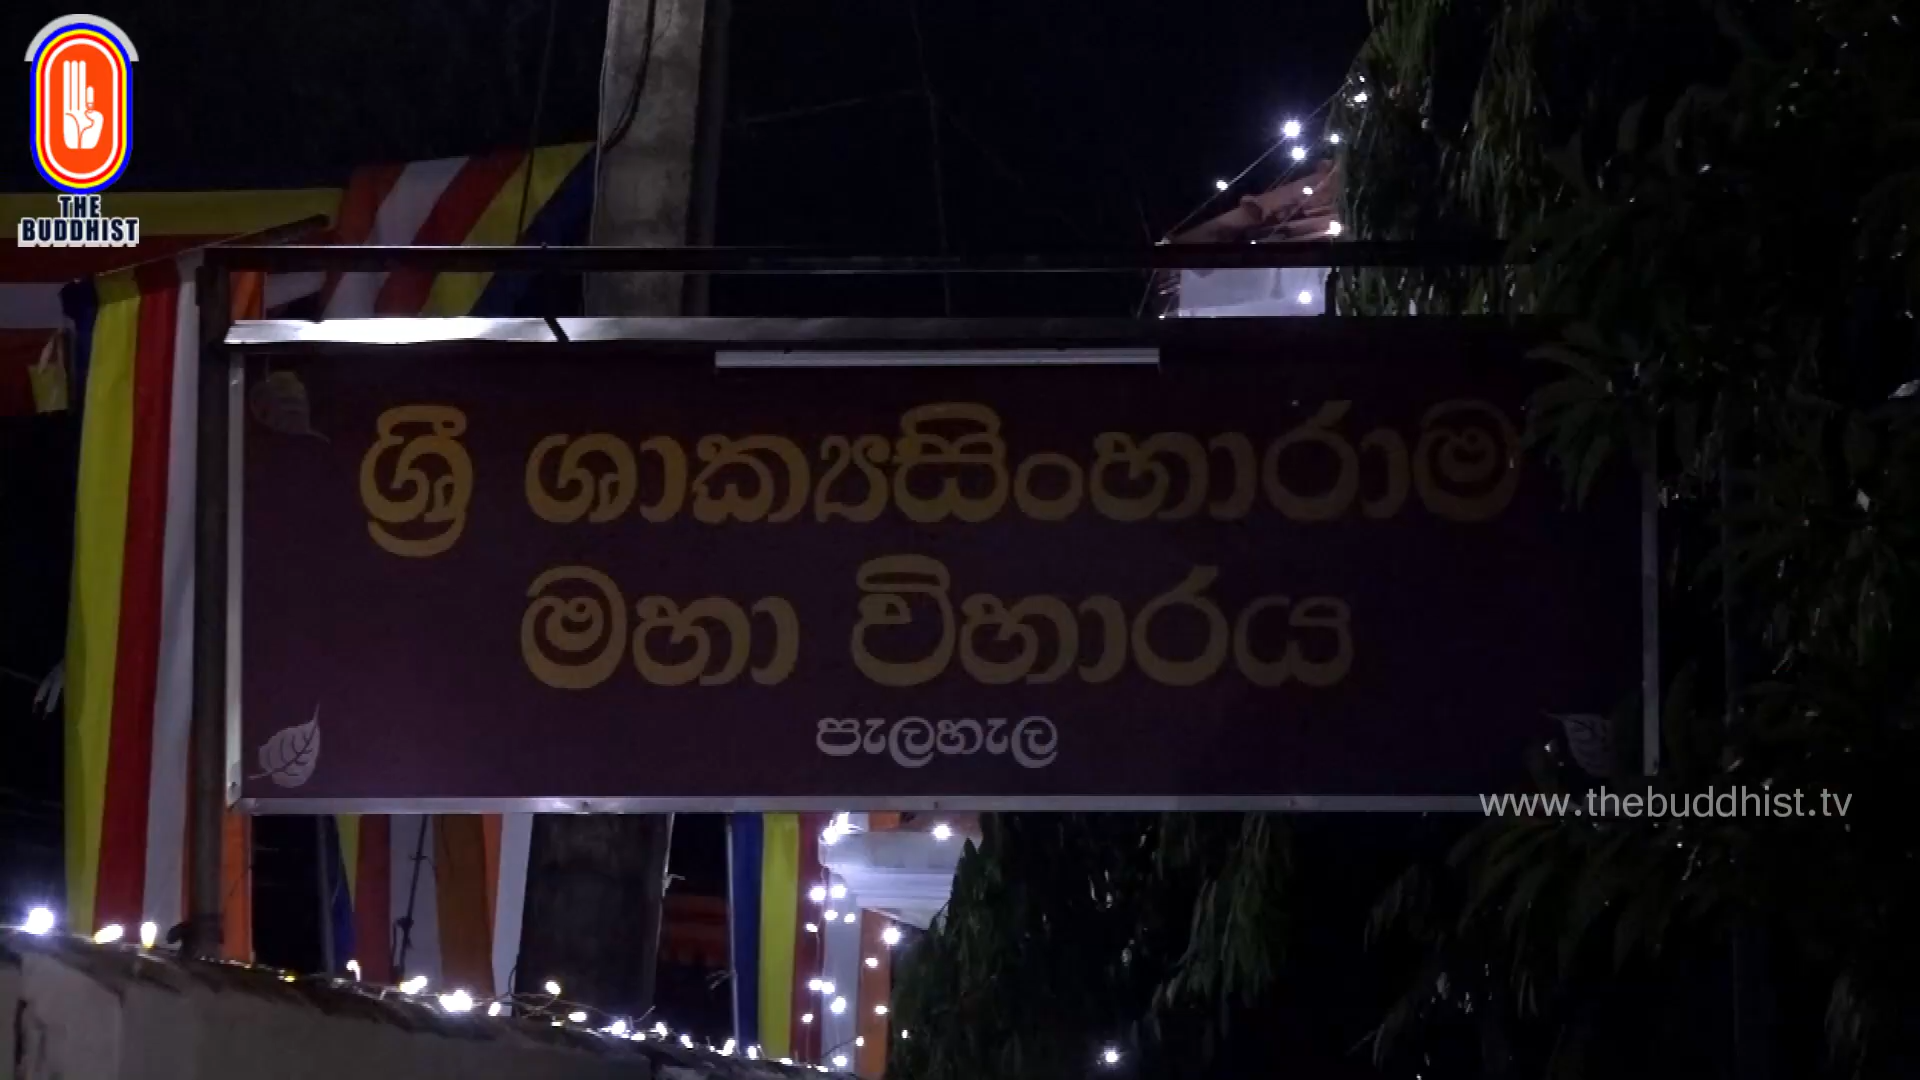 THE
BUDDHIST
ශ්‍රී ශාක්‍යසිංහාරාම
මහා විහාරය
පැලහැල
www.thebuddhist.tv